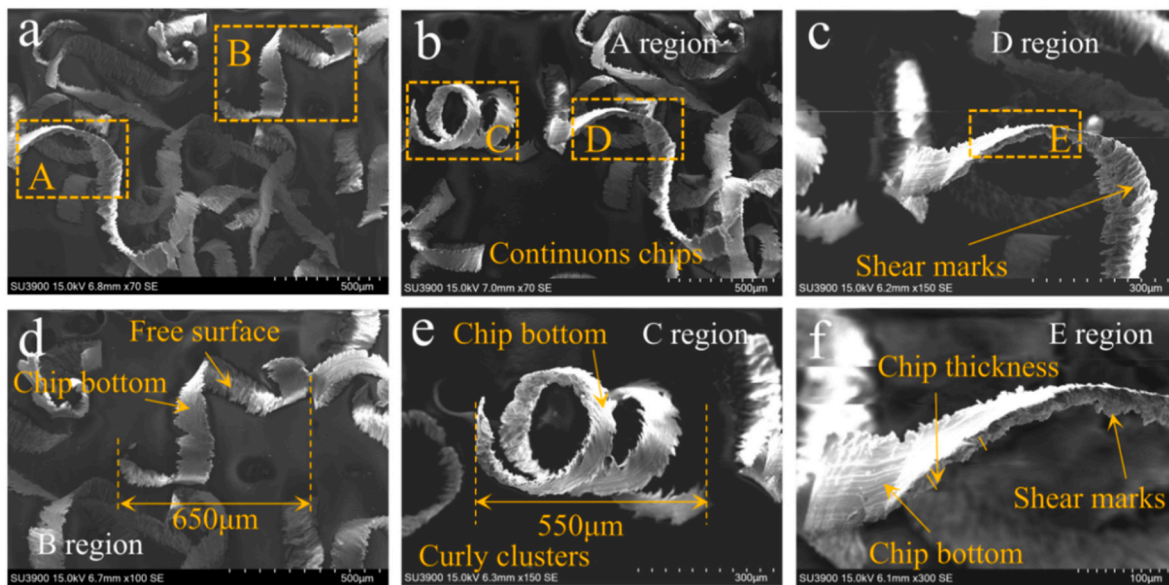 a
B
A
SU3900 15.0kV 6.8mm x70 SE
500μm
b
A region
C
D
Continuons chips
SU3900 15.0kV 7.0mm x70 SE
500μm
c
D region
E
Shear marks
SU3900 15.0kV 6.2mm x150 SE
300μm
d
Free surface
Chip bottom
650μm
B region
SU3900 15.0kV 6.7mm x100 SE
500μm
e
Chip bottom
C region
550μm
Curly clusters
SU3900 15.0kV 6.3mm x150 SE
300μm
f
E region
Chip thickness
Shear marks
Chip bottom
SU3900 15.0kV 6.1mm x300 SE
100μm